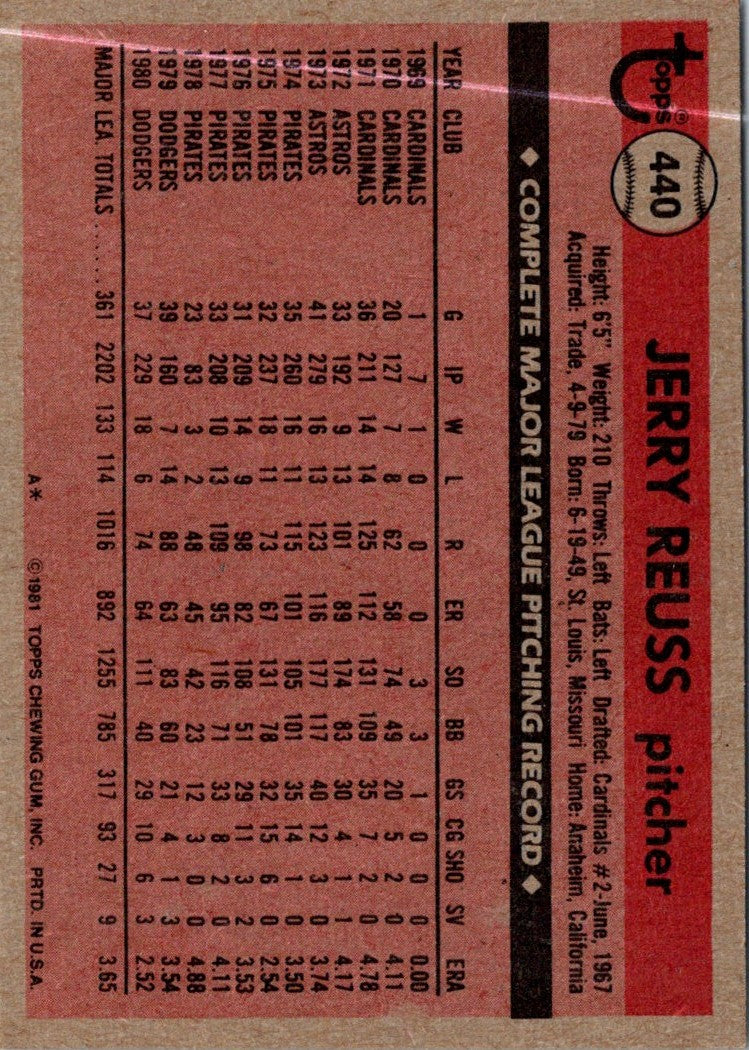 Topps® 440 JERRY REUSS pitcher
Height: 6'5" Weight: 210 Throws: Left Bats: Left Drafted: Cardinals #2-June, 1967
Acquired: Trade, 4-9-79 Born: 6-19-49, St. Louis, Missouri Home: Anaheim, California
◆ COMPLETE MAJOR LEAGUE PITCHING RECORD ◆
YEAR CLUB G IP W L R ER SO BB GS CG SHO SV ERA
1969 CARDINALS 1 7 1 0 0 0 3 3 1 0 0 0 0.00
1970 CARDINALS 20 127 7 8 62 58 74 49 20 5 2 0 4.11
1971 CARDINALS 36 211 14 14 125 112 131 109 35 7 2 0 4.78
1972 ASTROS 33 192 9 13 101 89 174 83 30 4 1 1 4.17
1973 ASTROS 41 279 16 13 123 116 177 117 40 12 3 0 3.74
1974 PIRATES 35 260 16 11 115 101 105 101 35 14 1 0 3.50
1975 PIRATES 32 237 18 11 73 67 131 78 32 15 6 0 2.54
1976 PIRATES 31 209 14 9 98 82 108 51 29 11 3 2 3.53
1977 PIRATES 33 208 10 13 109 95 116 71 33 8 2 0 4.11
1978 PIRATES 23 83 3 2 48 45 42 23 12 3 0 0 4.88
1979 DODGERS 39 160 7 14 88 63 83 60 21 4 1 3 3.54
1980 DODGERS 37 229 18 6 74 64 111 40 29 10 6 3 2.52
MAJOR LEA. TOTALS ...... 361 2202 133 114 1016 892 1255 785 317 93 27 9 3.65
A* ©1981 TOPPS CHEWING GUM, INC. PRTD. IN U.S.A.